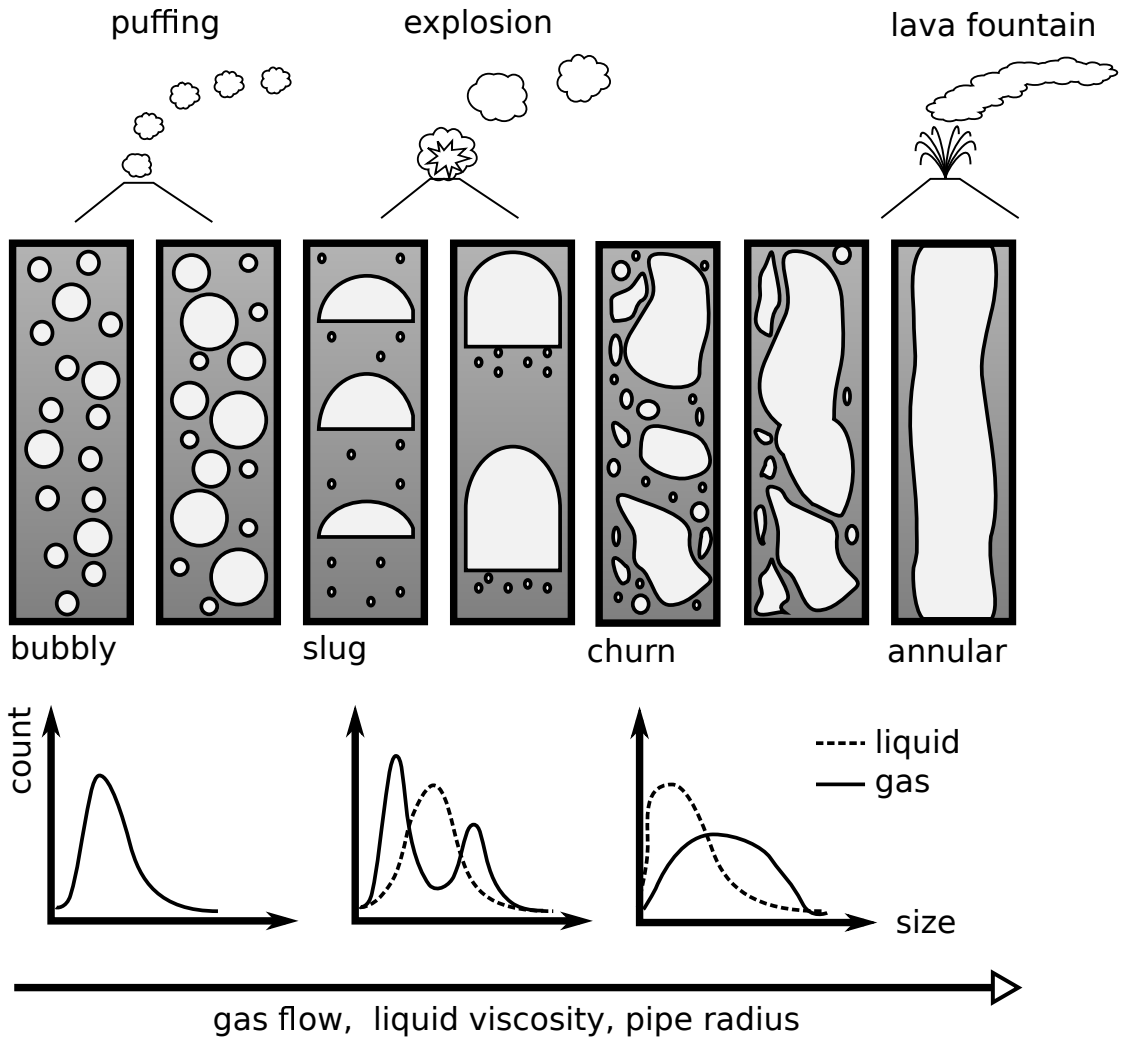 puffing
explosion
lava fountain
bubbly
slug
churn
annular
count
liquid
gas
size
gas flow,  liquid viscosity, pipe radius